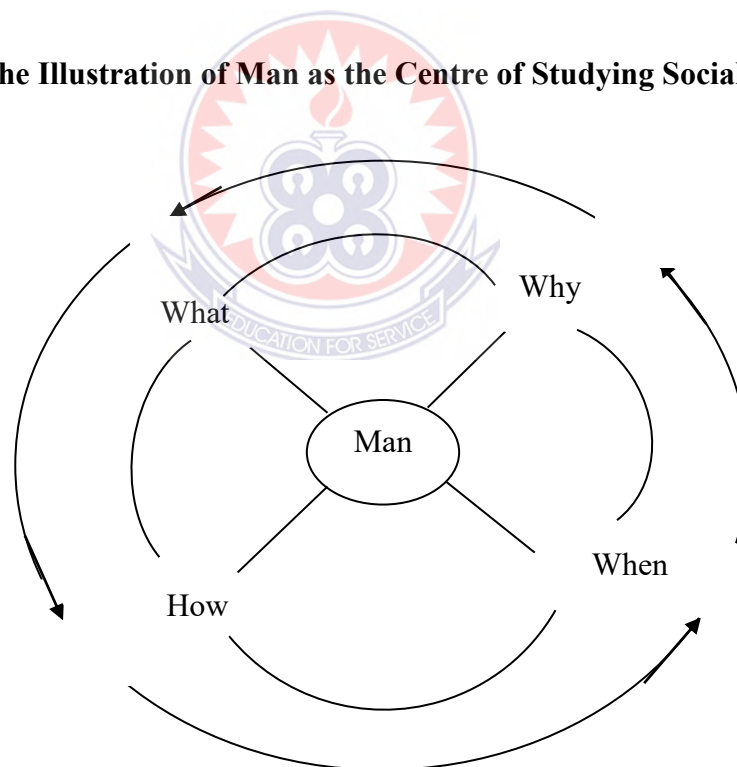 he Illustration of Man as the Centre of Studying Social
Why
What
EDUCATION FOR SERVICE
Man
When
How